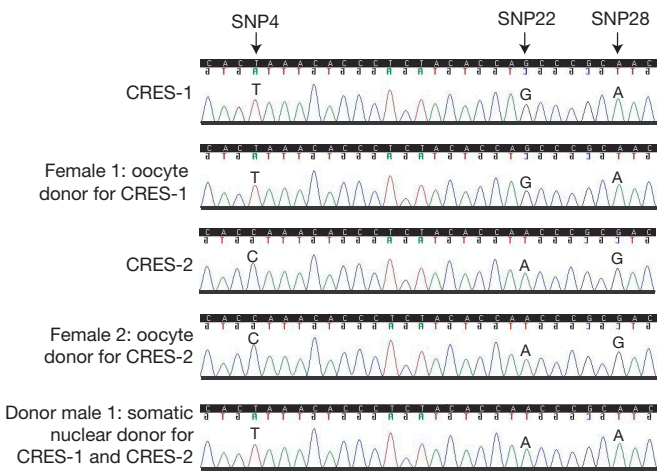 SNP4 SNP22 SNP28
C A C T A A A C A C C C T C T A C A C C A G C C C G C A A C
CRES-1
T G A
C A C T A A A C A C C C T C T A C A C C A G C C C G C A A C
Female 1: oocyte
donor for CRES-1
T G A
C A C C A A A C A C C C T C T A C A C C A A C C C G C G A C
CRES-2
C A G
C A C C A A A C A C C C T C T A C A C C A A C C C G C G A C
Female 2: oocyte
donor for CRES-2
C A G
C A C T A A A C A C C C T C T A C A C C A A C C C G C A A C
Donor male 1: somatic
nuclear donor for
CRES-1 and CRES-2
T A A